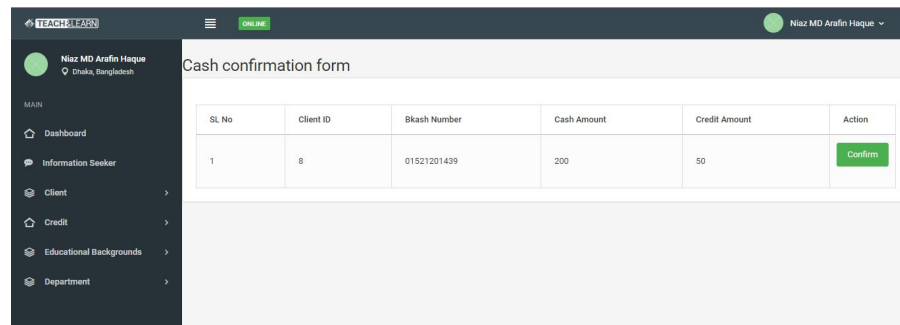 TEACH&LEARN
ONLINE
Niaz MD Arafin Haque
Niaz MD Arafin Haque
Dhaka, Bangladesh
Cash confirmation form
MAIN
Dashboard
Information Seeker
Client
Credit
Educational Backgrounds
Department
SL No Client ID Bkash Number Cash Amount Credit Amount Action
1 8 01521201439 200 50 Confirm